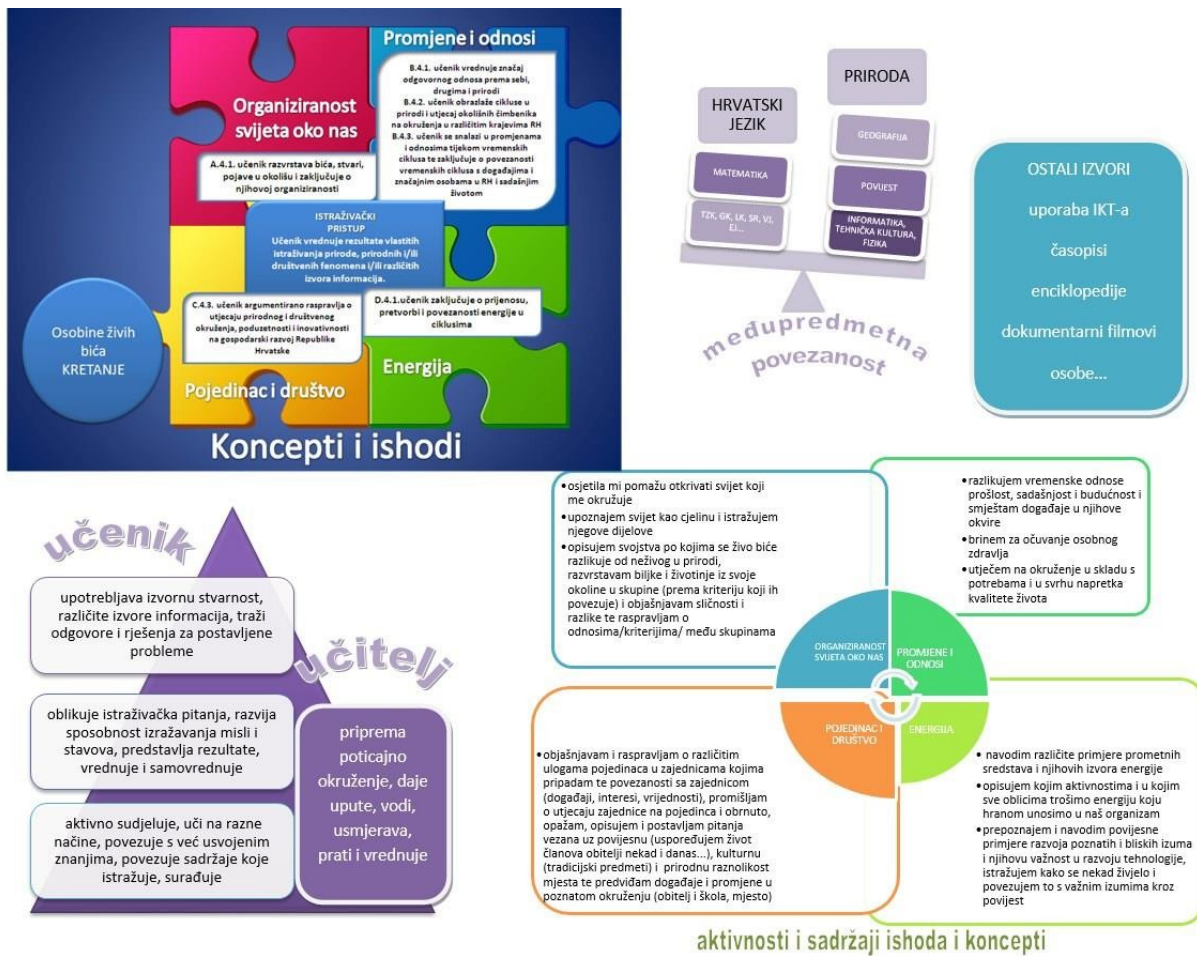 Promjene i odnosi
B.4.1. učenik vrednuje značaj
odgovornog odnosa prema sebi,
drugima i prirodi
B.4.2. učenik obrazlaže cikluse u
prirodi i utjecaj okolišnih čimbenika
na okruženja u različitim krajevima RH
B.4.3. učenik se snalazi u promjenama
i odnosima tijekom vremenskih
ciklusa te zaključuje o povezanosti
vremenskih ciklusa s događajima i
značajnim osobama u RH i sadašnjim
životom
Organiziranost
svijeta oko nas
A.4.1. učenik razvrstava bića, stvari,
pojave u okolišu i zaključuje o
njihovoj organiziranosti
ISTRAŽIVAČKI
PRISTUP
Učenik vrednuje rezultate vlastitih
istraživanja prirode, prirodnih i/ili
društvenih fenomena i/ili različitih
izvora informacija.
C.4.3. učenik argumentirano raspravlja o
utjecaju prirodnog i društvenog
okruženja, poduzetnosti i inovativnosti
na gospodarski razvoj Republike
Hrvatske
D.4.1.učenik zaključuje o prijenosu,
pretvorbi i povezanosti energije u
ciklusima
Osobine živih
bića
KRETANJE
Pojedinac i društvo
Energija
Koncepti i ishodi
HRVATSKI
JEZIK
MATEMATIKA
TZK, GK, LK, SR, VJ,
EJ...
PRIRODA
GEOGRAFIJA
POVIJEST
INFORMATIKA,
TEHNIČKA KULTURA,
FIZIKA
međupredmetna
povezanost
OSTALI IZVORI
uporaba IKT-a
časopisi
enciklopedije
dokumentarni filmovi
osobe...
učenik
upotrebljava izvornu stvarnost,
različite izvore informacija, traži
odgovore i rješenja za postavljene
probleme
oblikuje istraživačka pitanja, razvija
sposobnost izražavanja misli i
stavova, predstavlja rezultate,
vrednuje i samovrednuje
aktivno sudjeluje, uči na razne
načine, povezuje s već usvojenim
znanjima, povezuje sadržaje koje
istražuje, surađuje
učitelj
priprema
poticajno
okruženje, daje
upute, vodi,
usmjerava,
prati i vrednuje
•osjetila mi pomažu otkrivati svijet koji
me okružuje
•upoznajem svijet kao cjelinu i istražujem
njegove dijelove
•opisujem svojstva po kojima se živo biće
razlikuje od neživog u prirodi,
razvrstavam biljke i životinje iz svoje
okoline u skupine (prema kriteriju koji ih
povezuje) i objašnjavam sličnosti i
razlike te raspravljam o
odnosima/kriterijima/ među skupinama
•razlikujem vremenske odnose
prošlost, sadašnjost i budućnost i
smještam događaje u njihove
okvire
•brinem za očuvanje osobnog
zdravlja
•utječem na okruženje u skladu s
potrebama i u svrhu napretka
kvalitete života
ORGANIZIRANOST
SVIJETA OKO NAS
PROMJENE I
ODNOSI
POJEDINAC I
DRUŠTVO
ENERGIJA
•objašnjavam i raspravljam o različitim
ulogama pojedinaca u zajednicama kojima
pripadam te povezanosti sa zajednicom
(događaji, interesi, vrijednosti), promišljam
o utjecaju zajednice na pojedinca i obrnuto,
opažam, opisujem i postavljam pitanja
vezana uz povijesnu (uspoređujem život
članova obitelji nekad i danas...), kulturnu
(tradicijski predmeti) i prirodnu raznolikost
mjesta te predviđam događaje i promjene u
poznatom okruženju (obitelj i škola, mjesto)
• navodim različite primjere prometnih
sredstava i njihovih izvora energije
• opisujem kojim aktivnostima i u kojim
sve oblicima trošimo energiju koju
hranom unosimo u naš organizam
• prepoznajem i navodim povijesne
primjere razvoja poznatih i bliskih izuma
i njihovu važnost u razvoju tehnologije,
istražujem kako se nekad živjelo i
povezujem to s važnim izumima kroz
povijest
aktivnosti i sadržaji ishoda i koncepti